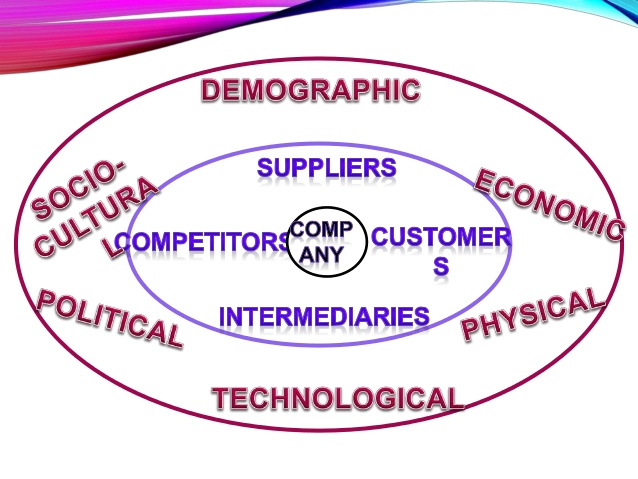 DEMOGRAPHIC
SUPPLIERS
SOCIO-
CULTURA
L
ECONOMIC
COMPETITORS
COMP
ANY
CUSTOMER
S
POLITICAL
INTERMEDIARIES
PHYSICAL
TECHNOLOGICAL